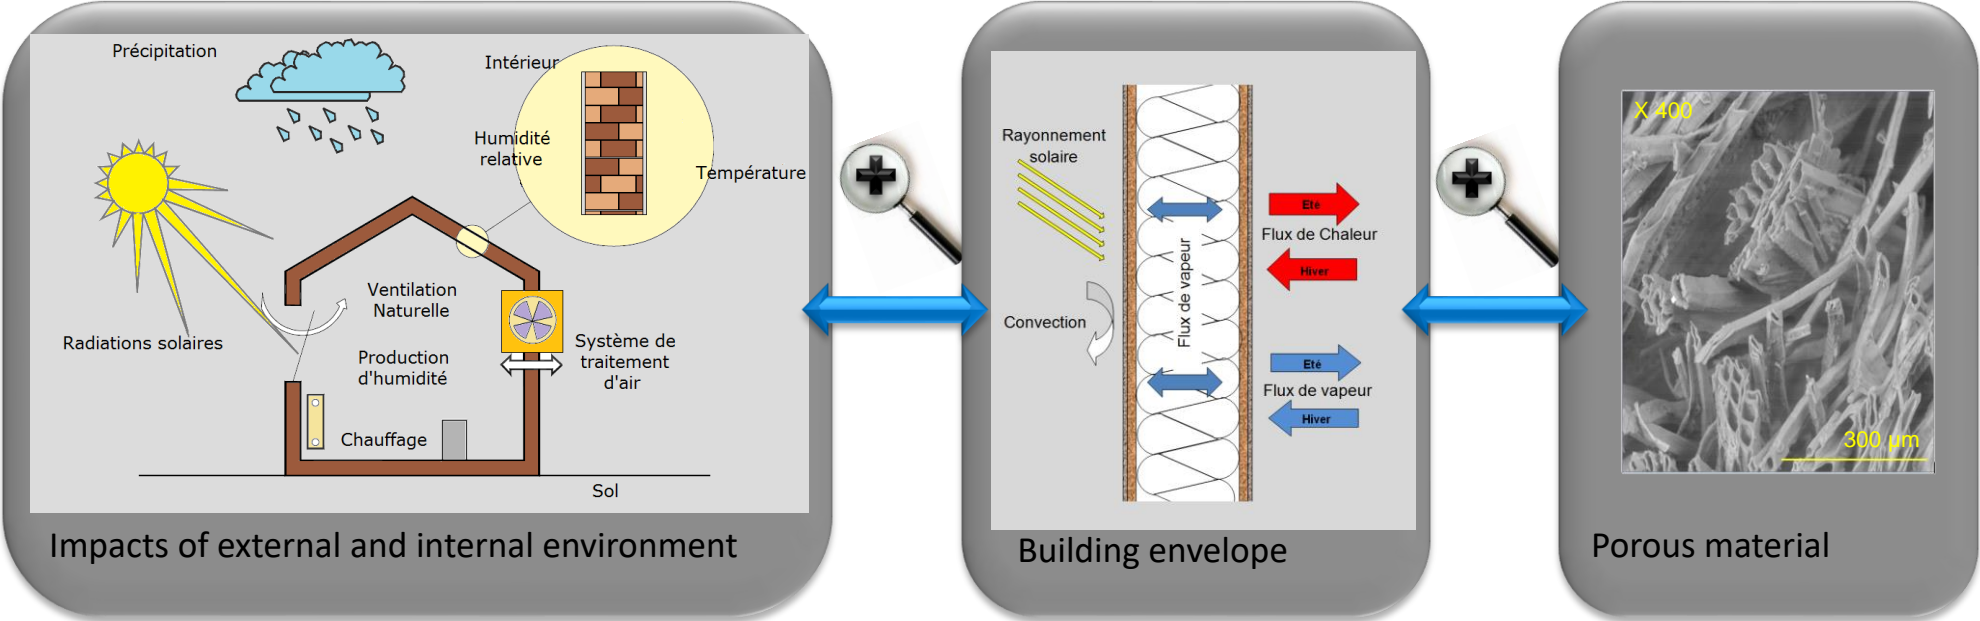 Précipitation
Intérieur
Humidité
relative
Température
Ventilation
Naturelle
Radiations solaires
Production
d'humidité
Système de
traitement
d'air
Chauffage
Sol
Impacts of external and internal environment
Rayonnement
solaire
Convection
Flux de vapeur
Eté
Flux de Chaleur
Hiver
Eté
Flux de vapeur
Hiver
Building envelope
X 400
300 µm
Porous material